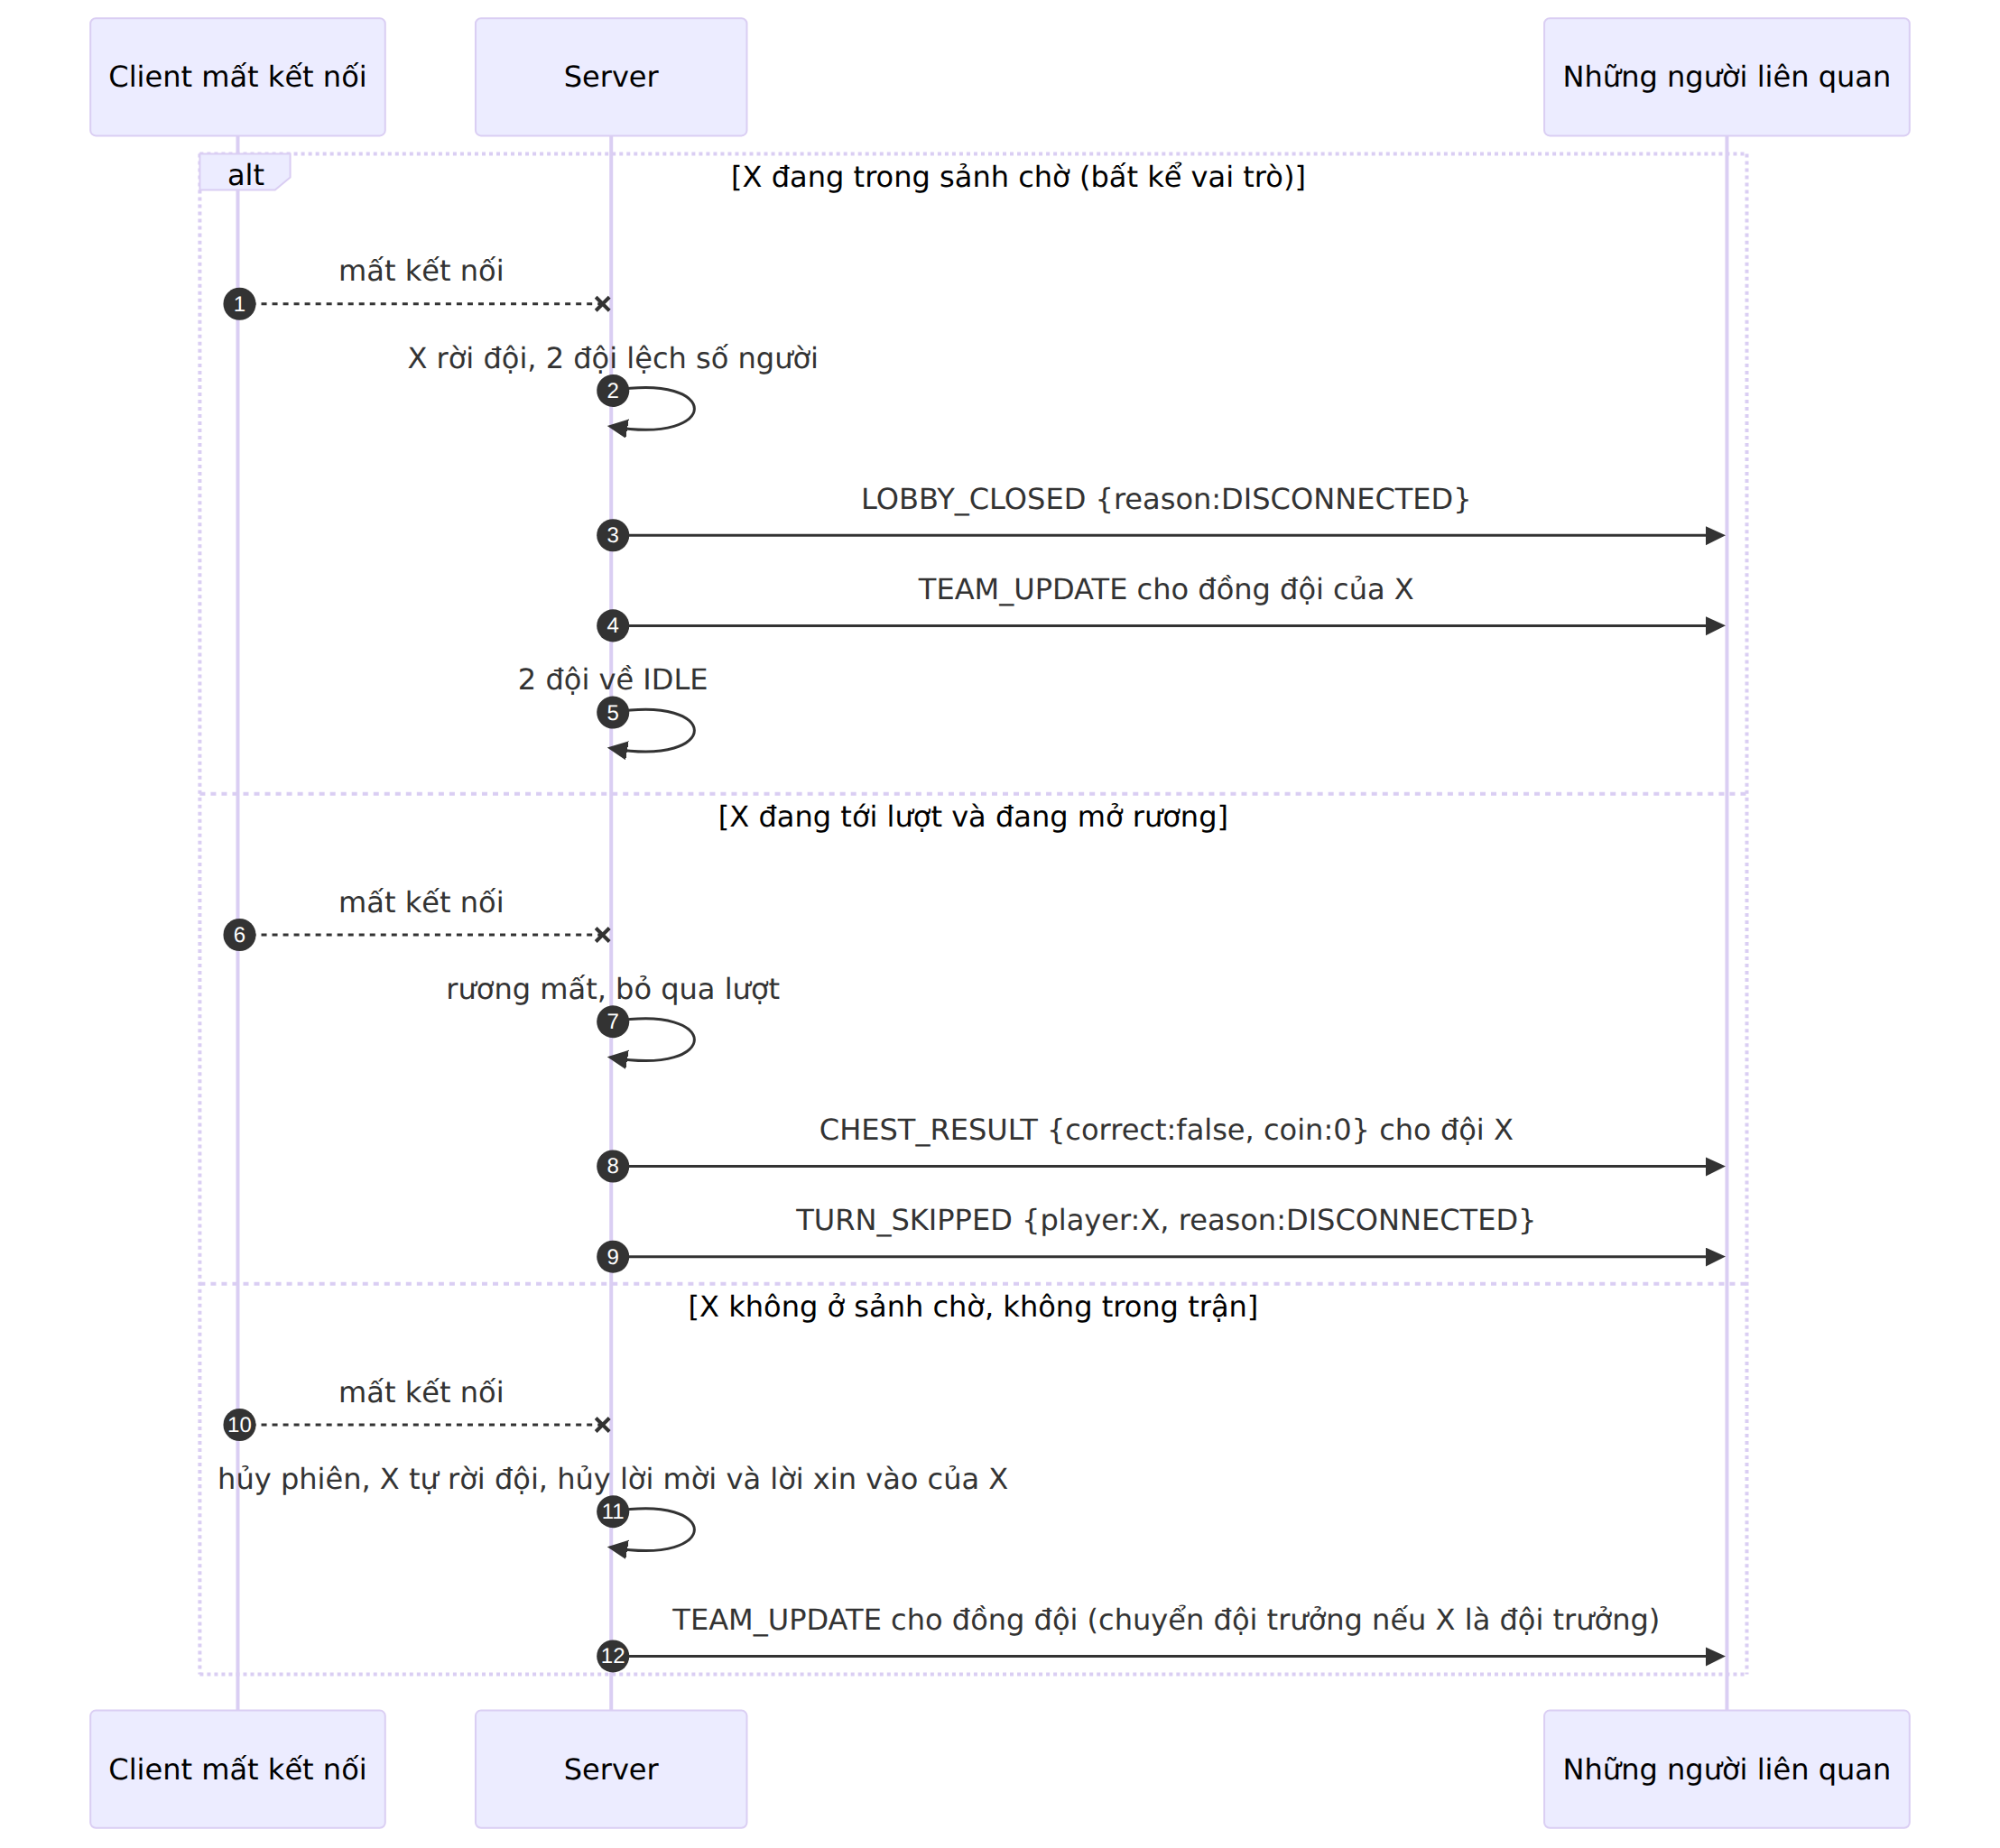 Client mất kết nối
Server
Những người liên quan
alt
[X đang trong sảnh chờ (bất kể vai trò)]
mất kết nối
1
X rời đội, 2 đội lệch số người
2
LOBBY_CLOSED {reason:DISCONNECTED}
3
TEAM_UPDATE cho đồng đội của X
4
2 đội về IDLE
5
[X đang tới lượt và đang mở rương]
mất kết nối
6
rương mất, bỏ qua lượt
7
CHEST_RESULT {correct:false, coin:0} cho đội X
8
TURN_SKIPPED {player:X, reason:DISCONNECTED}
9
[X không ở sảnh chờ, không trong trận]
mất kết nối
10
hủy phiên, X tự rời đội, hủy lời mời và lời xin vào của X
11
TEAM_UPDATE cho đồng đội (chuyển đội trưởng nếu X là đội trưởng)
12
Client mất kết nối
Server
Những người liên quan